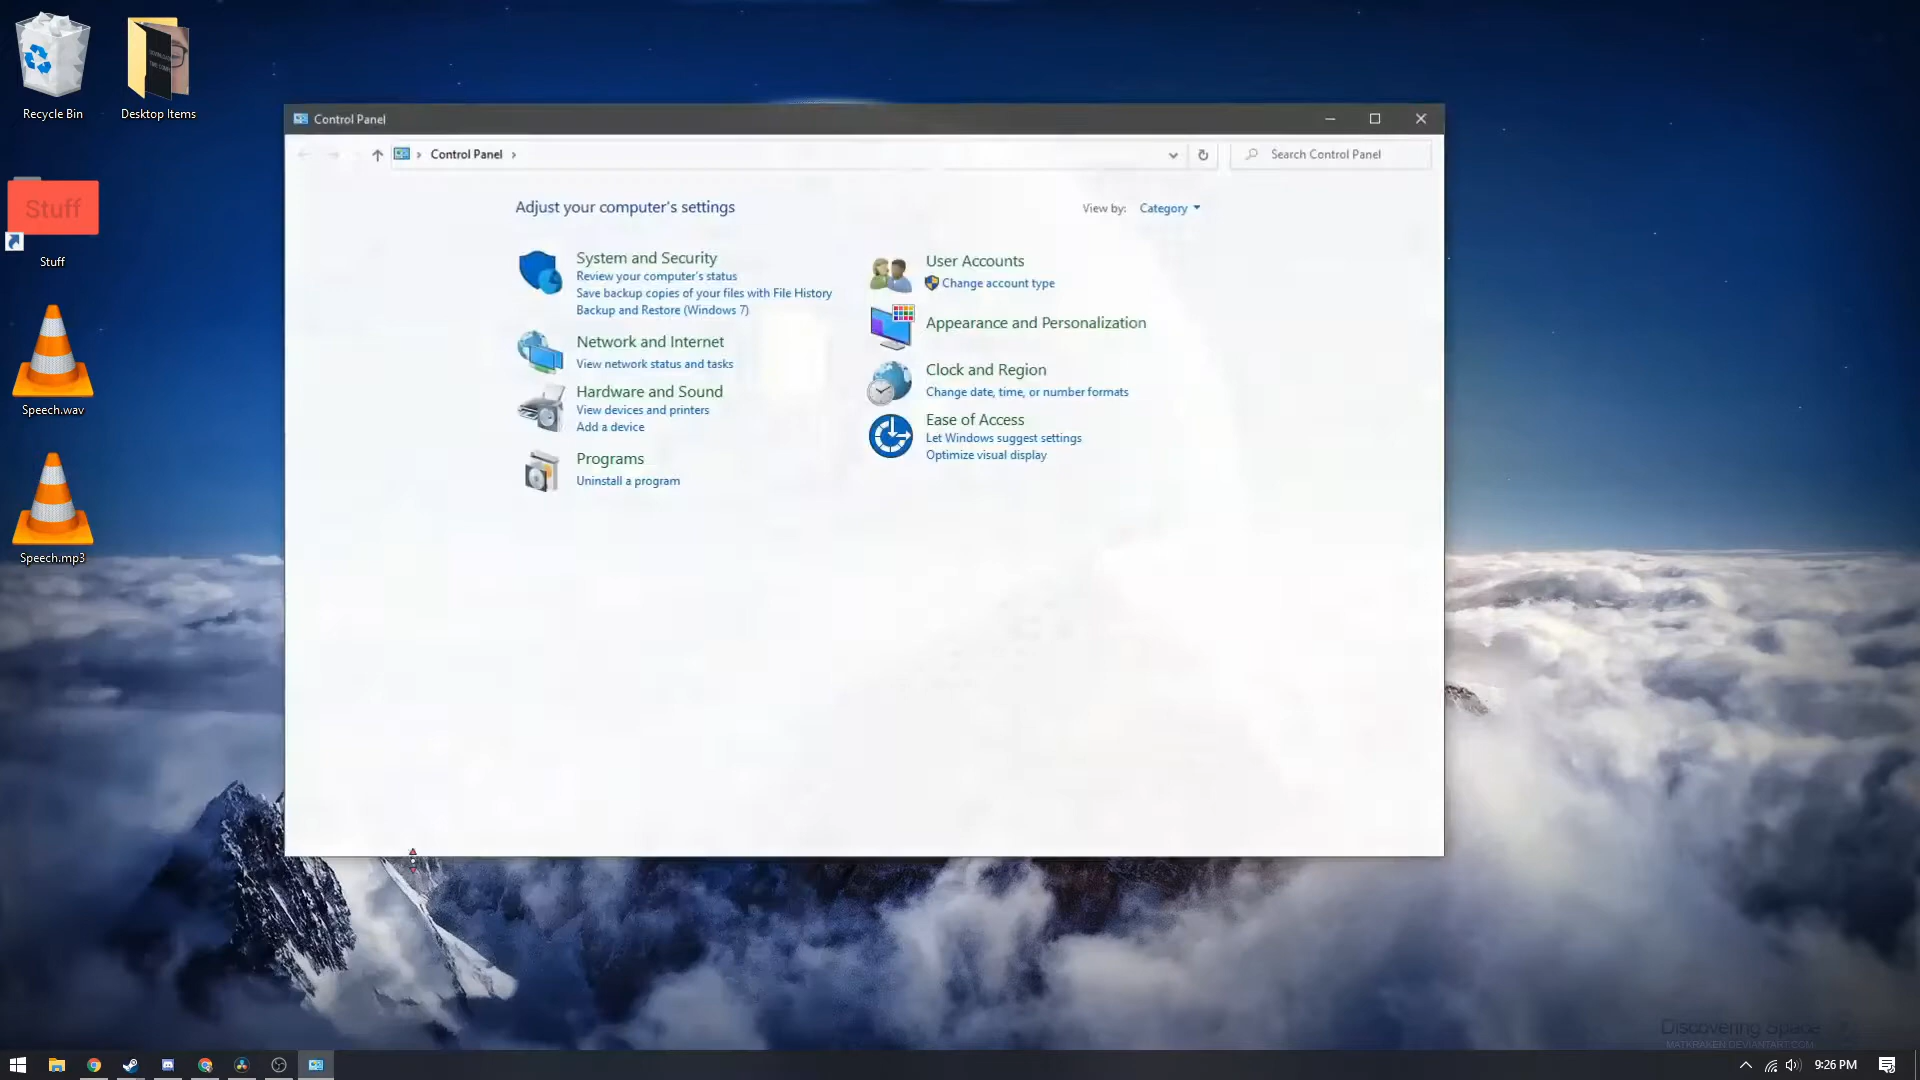 Recycle Bin
Desktop Items
Stuff
Stuff
Speech.wav
Speech.mp3
Control Panel
Control Panel
Search Control Panel
Adjust your computer's settings
View by: Category
System and Security
Review your computer's status
Save backup copies of your files with File History
Backup and Restore (Windows 7)
Network and Internet
View network status and tasks
Hardware and Sound
View devices and printers
Add a device
Programs
Uninstall a program
User Accounts
Change account type
Appearance and Personalization
Clock and Region
Change date, time, or number formats
Ease of Access
Let Windows suggest settings
Optimize visual display
Discovering Space
MATKRAKEN.DEVIANTART.COM
9:26 PM